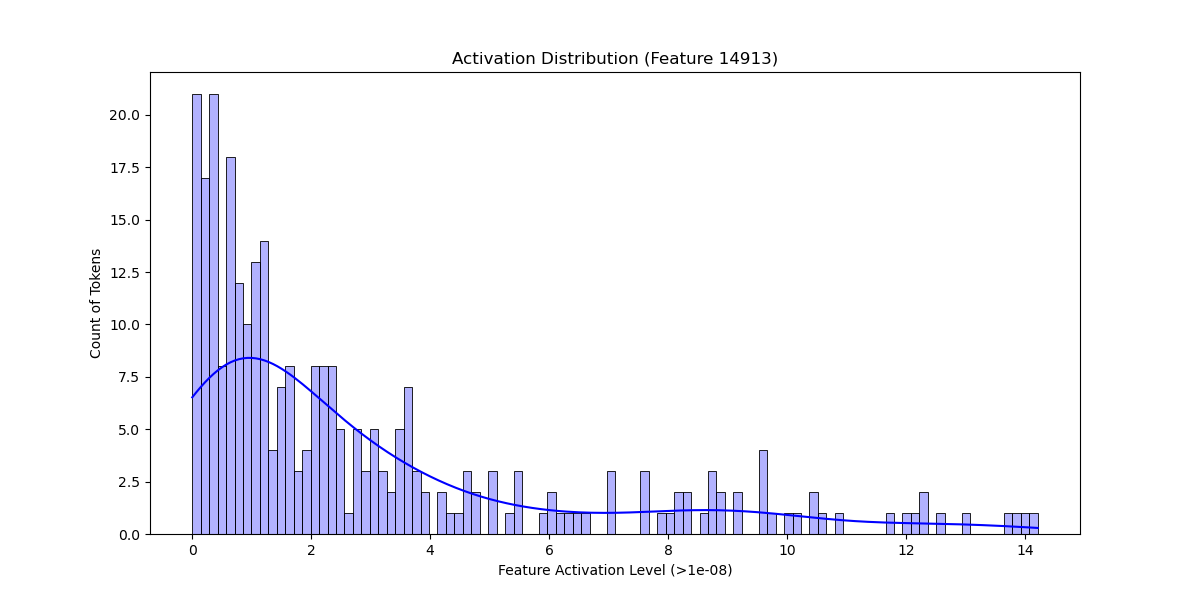 Activation Distribution (Feature 14913)
20.0
17.5
15.0
12.5
10.0
7.5
5.0
2.5
0.0
Count of Tokens
0 2 4 6 8 10 12 14
Feature Activation Level (>1e-08)